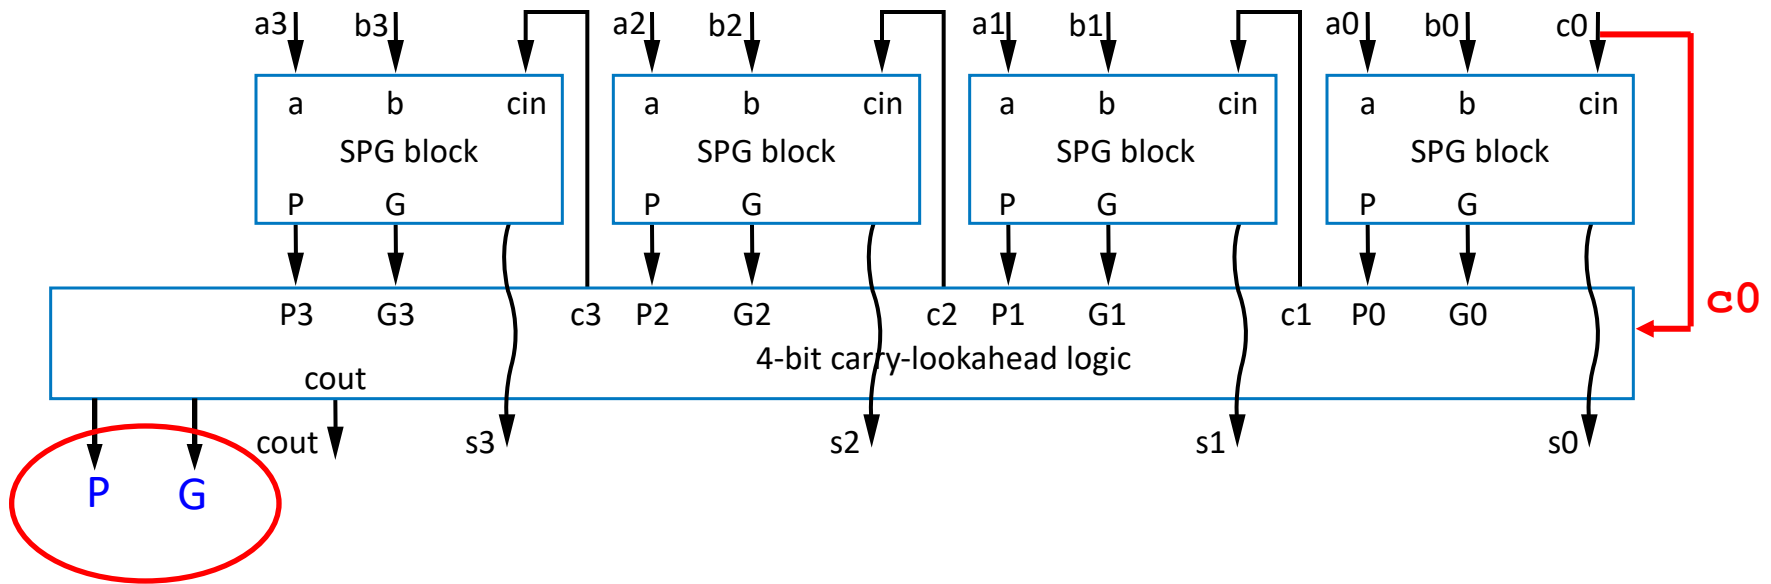 a3 b3 a2 b2 a1 b1 a0 b0 c0
a b cin a b cin a b cin a b cin
SPG block SPG block SPG block SPG block
P G P G P G P G
c0
P3 G3 c3 P2 G2 c2 P1 G1 c1 P0 G0
4-bit carry-lookahead logic
cout
cout s3 s2 s1 s0
P G